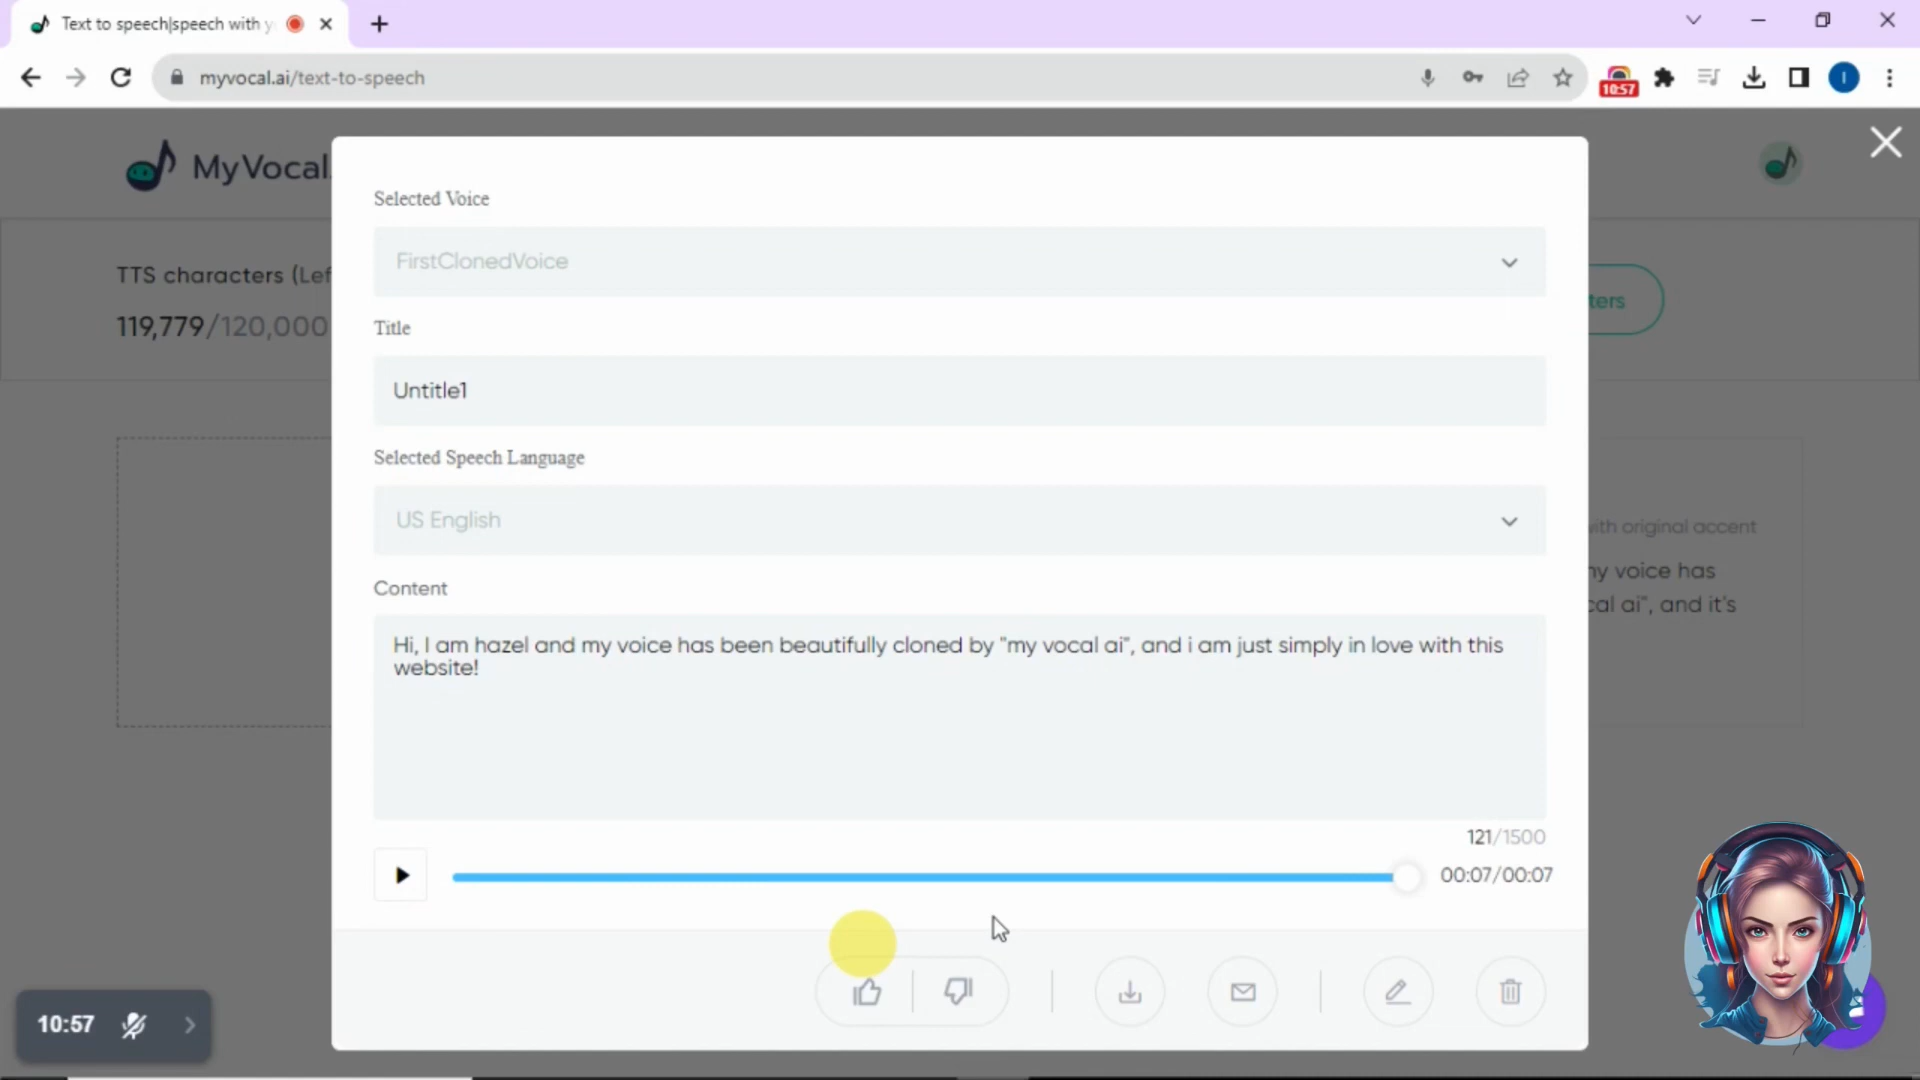 Text to speech|speech with y
myvocal.ai/text-to-speech
10:57
MyVocal.
TTS characters (Lef
119,779/120,000
ters
Selected Voice
FirstClonedVoice
Title
Untitle1
Selected Speech Language
US English
with original accent
Content
my voice has
cal ai", and it's
Hi, I am hazel and my voice has been beautifully cloned by "my vocal ai", and i am just simply in love with this
website!
121/1500
00:07/00:07
10:57